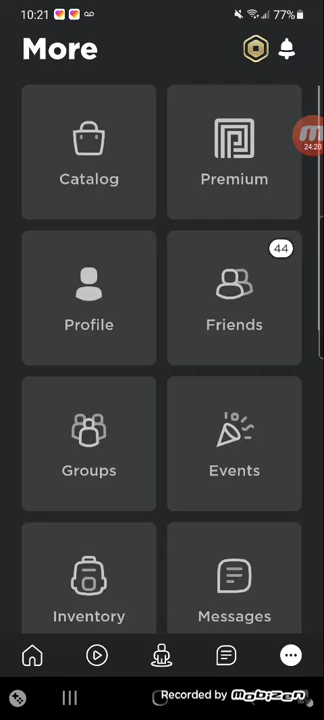 10:21
77%
More
24:20
Catalog
Premium
44
Profile
Friends
Groups
Events
Inventory
Messages
Recorded by mobizen